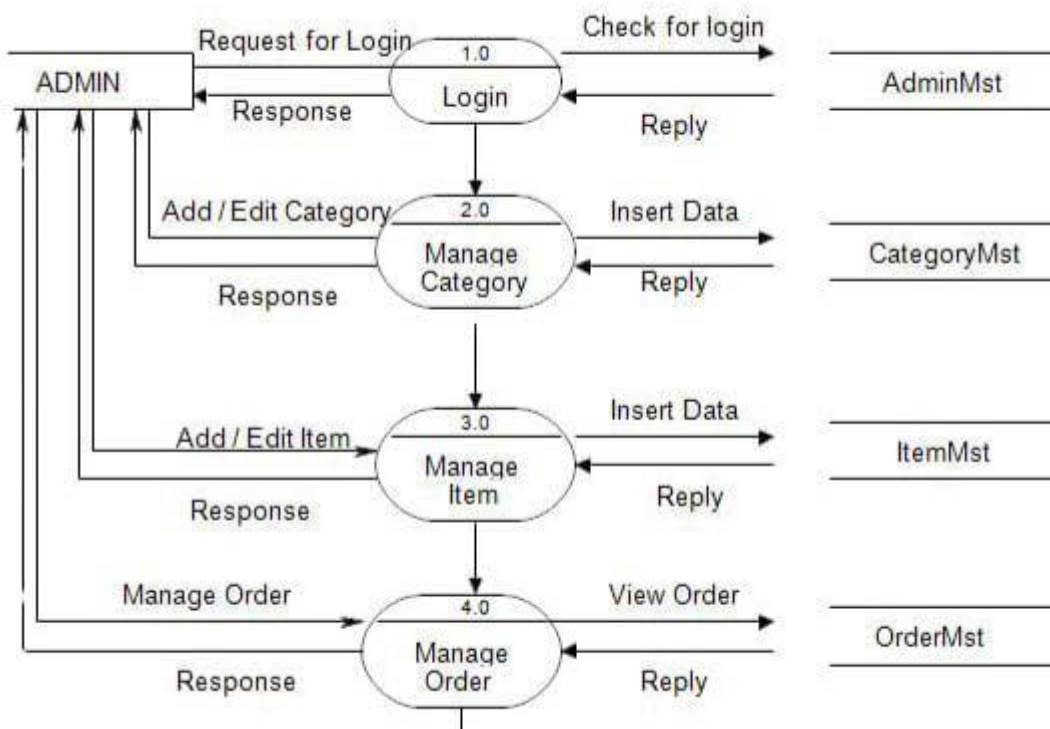 Request for Login
1.0
Check for login
ADMIN
Login
AdminMst
Response
Reply
Add / Edit Category
2.0
Insert Data
Manage
Category
CategoryMst
Response
Reply
Add / Edit Item
3.0
Insert Data
Manage
Item
ItemMst
Response
Reply
Manage Order
4.0
View Order
Manage
Order
OrderMst
Response
Reply